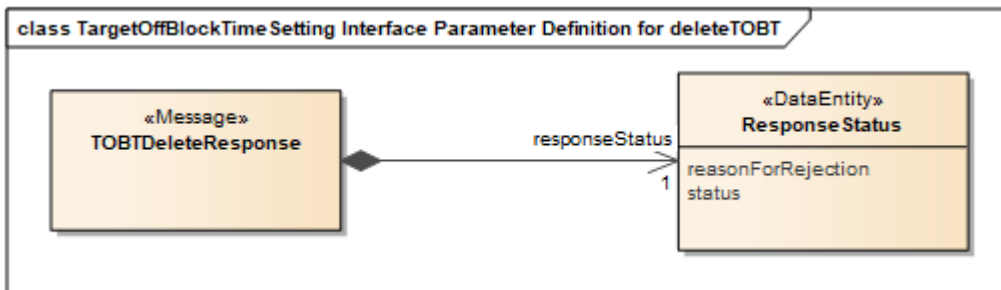 class TargetOffBlockTimeSetting Interface Parameter Definition for deleteTOBT
«Message»
TOBTDeleteResponse
responseStatus
1
«DataEntity»
ResponseStatus
reasonForRejection
status